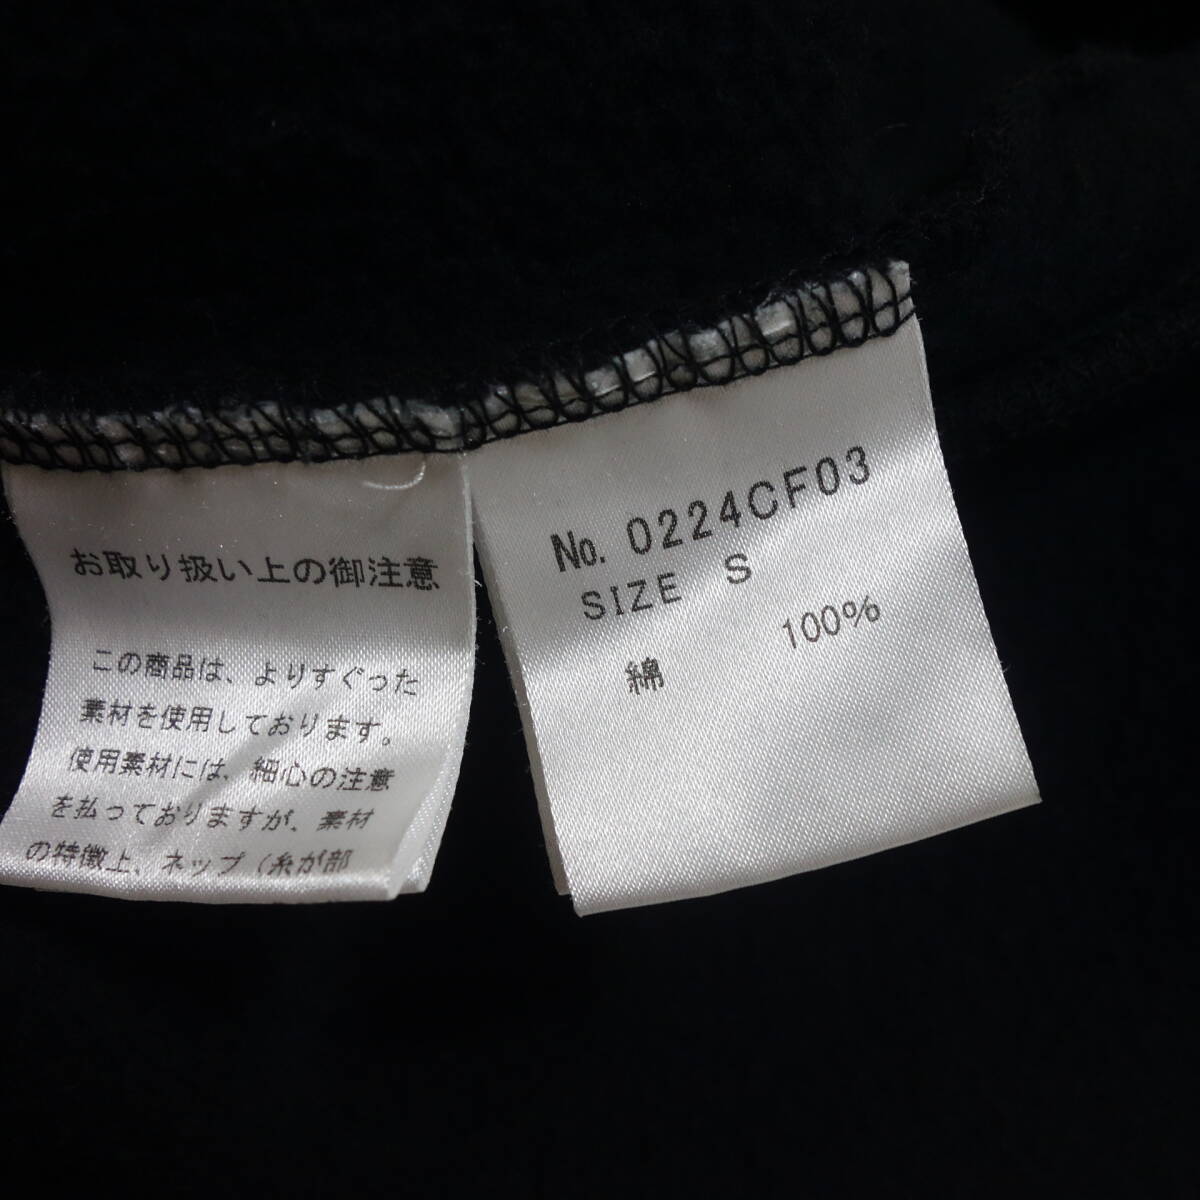 お取り扱い上の御注意
この商品は、よりすぐった
素材を使用しております。
使用素材には、細心の注意
を払っておりますが、素材
の特徴上、ネップ（糸が部
No. 0224CF03
SIZE S
綿 100%